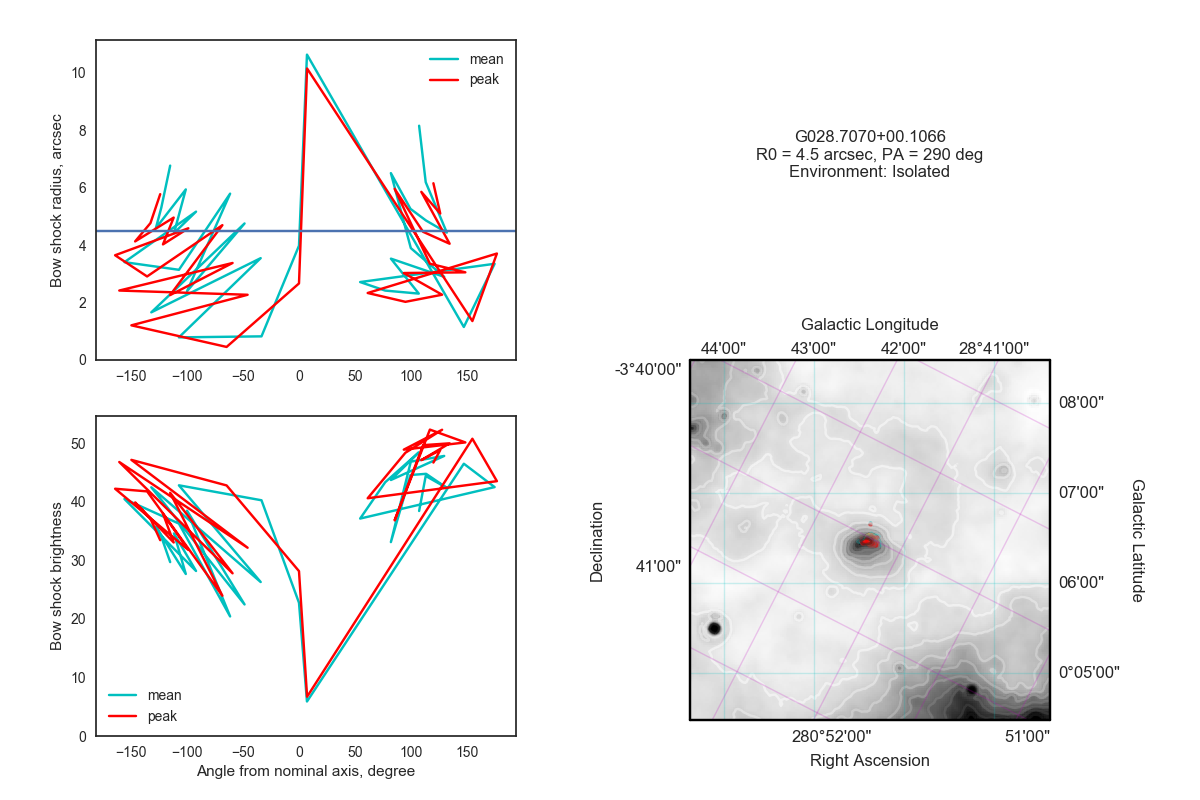 Bow shock radius, arcsec
10
8
6
4
2
0
mean
peak
−150
−100
−50
0
50
100
150
Bow shock brightness
50
40
30
20
10
0
mean
peak
−150
−100
−50
0
50
100
150
Angle from nominal axis, degree
G028.7070+00.1066
R0 = 4.5 arcsec, PA = 290 deg
Environment: Isolated
Galactic Longitude
44'00"
43'00"
42'00"
28°41'00"
-3°40'00"
41'00"
Declination
08'00"
07'00"
06'00"
0°05'00"
Galactic Latitude
280°52'00"
51'00"
Right Ascension